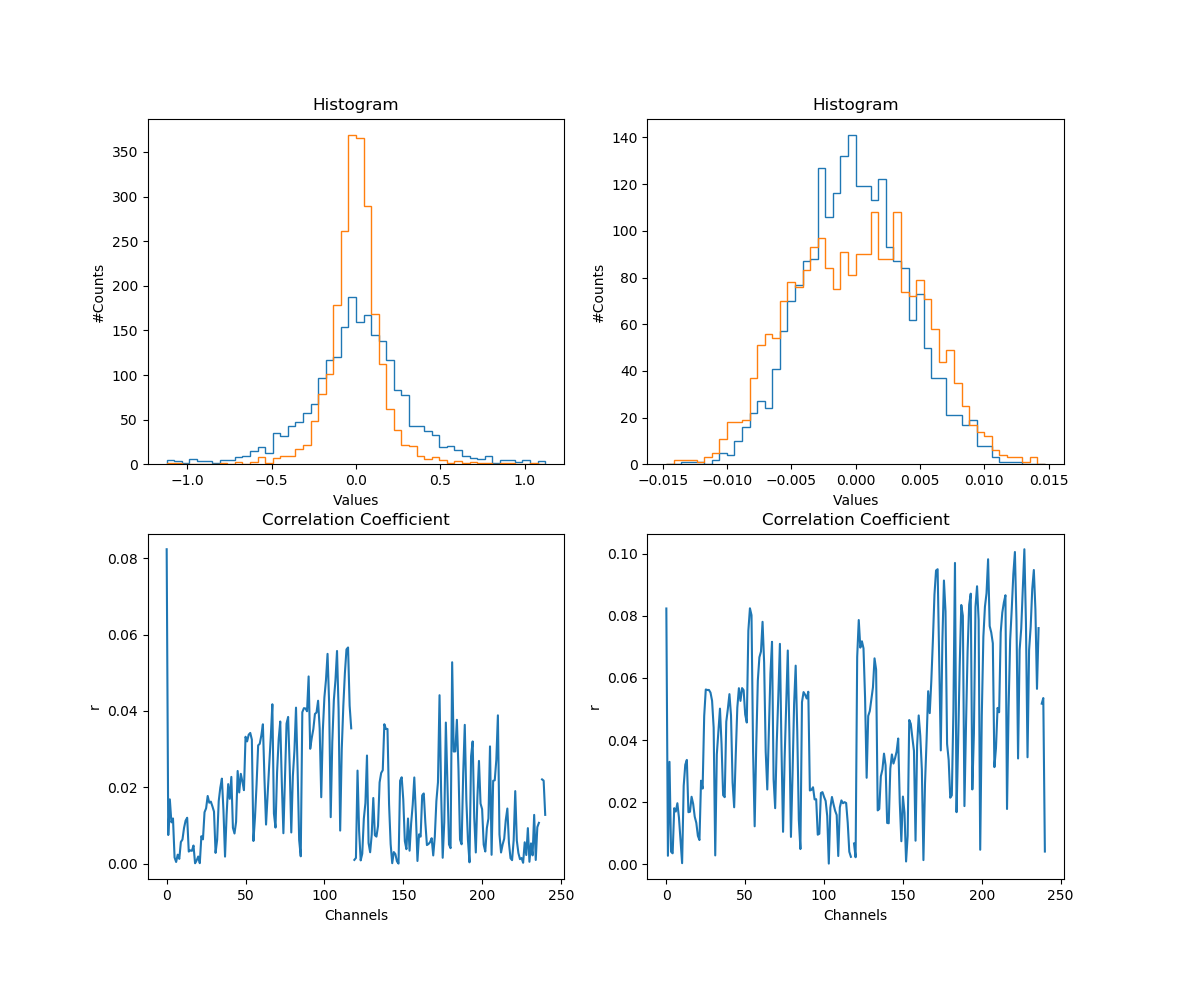 Histogram
#Counts
350
300
250
200
150
100
50
0
−1.0 −0.5 0.0 0.5 1.0
Values
Histogram
#Counts
140
120
100
80
60
40
20
0
−0.015 −0.010 −0.005 0.000 0.005 0.010 0.015
Values
Correlation Coefficient
r
0.08
0.06
0.04
0.02
0.00
0 50 100 150 200 250
Channels
Correlation Coefficient
r
0.10
0.08
0.06
0.04
0.02
0.00
0 50 100 150 200 250
Channels